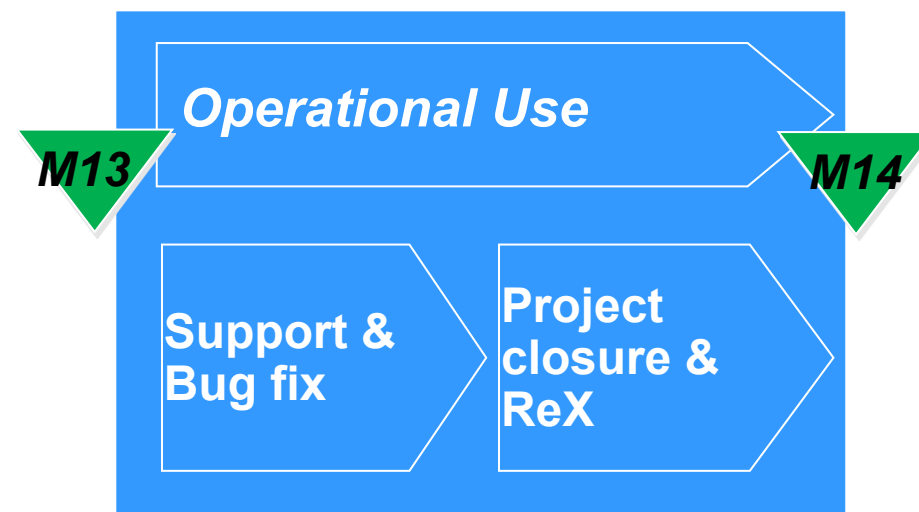 Operational Use
M13
M14
Support &
Bug fix
Project
closure &
ReX